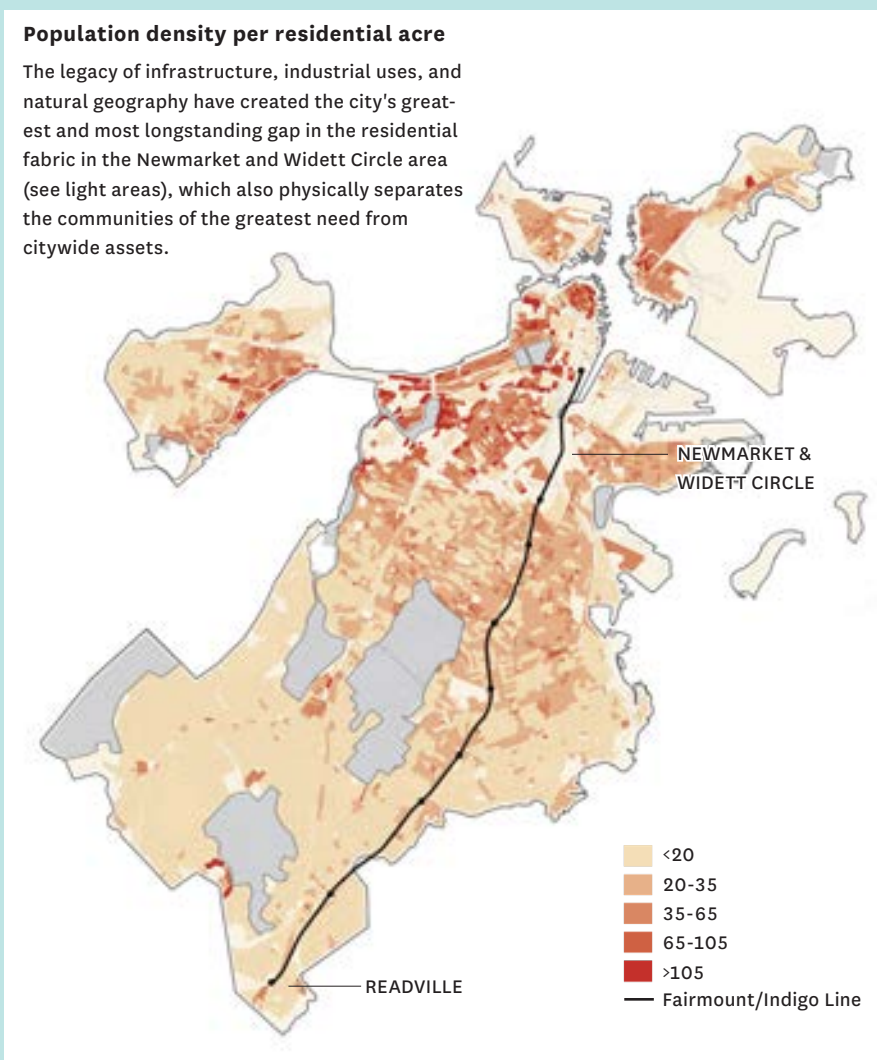 Population density per residential acre
The legacy of infrastructure, industrial uses, and
natural geography have created the city's great-
est and most longstanding gap in the residential
fabric in the Newmarket and Widett Circle area
(see light areas), which also physically separates
the communities of the greatest need from
citywide assets.
NEWMARKET &
WIDETT CIRCLE
READVILLE
<20
20-35
35-65
65-105
>105
Fairmount/Indigo Line